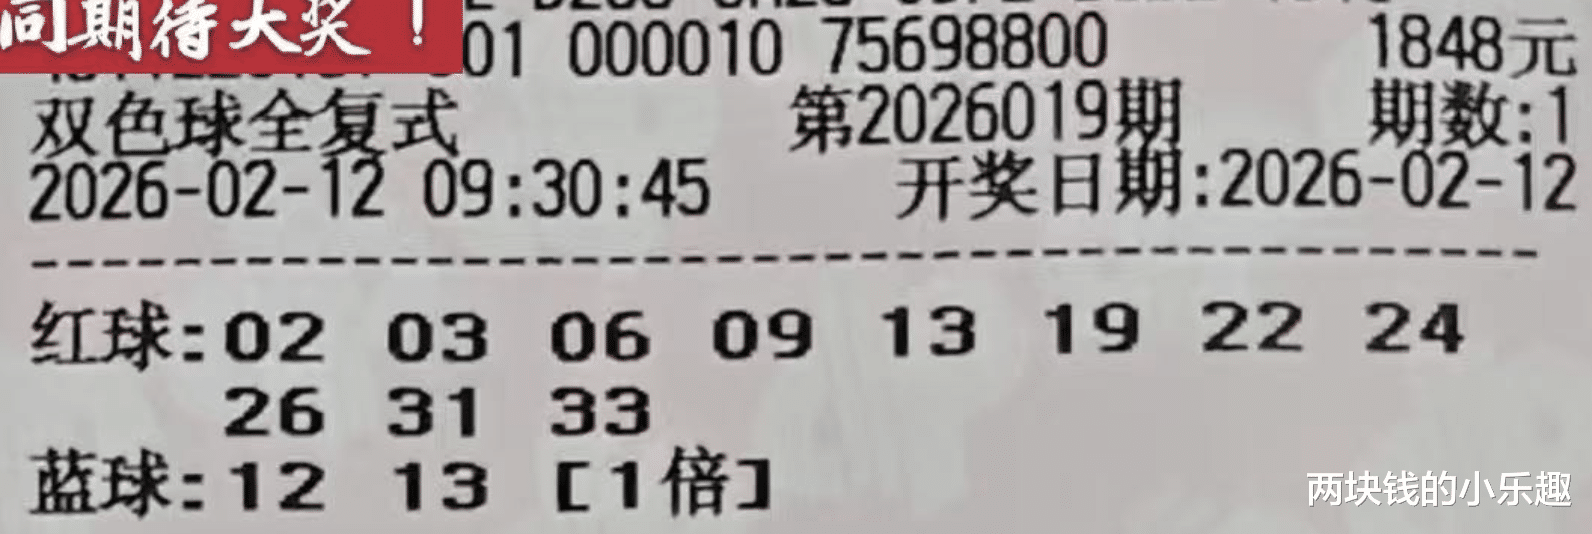 同期待大奖！
001 000010 75698800 1848元
双色球全复式 第2026019期 期数:1
2026-02-12 09:30:45 开奖日期:2026-02-12
红球:02 03 06 09 13 19 22 24
26 31 33
蓝球:12 13 [1倍]
两块钱的小乐趣